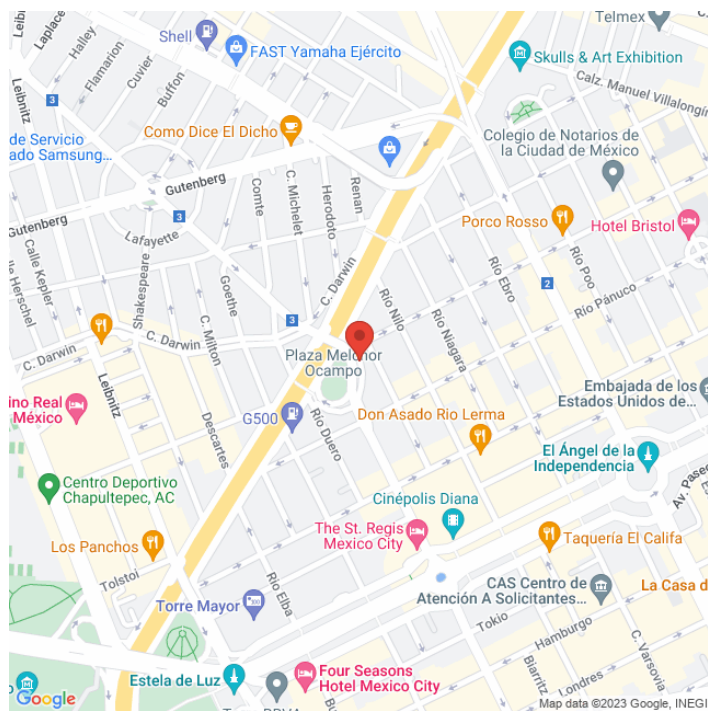 Telmex
Laplace
Halley
Leibnitz
Flamarion
Cuvier
Buffon
Shell
FAST Yamaha Ejército
Skulls & Art Exhibition
Calz. Manuel Villalongín
3
de Servicio
ado Samsung...
Como Dice El Dicho
Colegio de Notarios de
la Ciudad de México
Gutenberg
Gutenberg
Comte
C. Michelet
Herodoto
Renan
3
Lafayette
Calle Kepler
Shakespeare
Goethe
C. Darwin
Porco Rosso
Hotel Bristol
Río Ebro
Río Poo
2
Río Pánuco
Herschel
3
C. Darwin
C. Darwin
C. Milton
Río Nilo
Río Niagara
Plaza Melchor
Ocampo
Leibnitz
ino Real
México
Descartes
G500
Río Duero
Don Asado Rio Lerma
Embajada de los
Estados Unidos de...
El Ángel de la
Independencia
Av. Pase
Centro Deportivo
Chapultepec, AC
Cinépolis Diana
The St. Regis
Mexico City
Los Panchos
Tolstoi
Taquería El Califa
Río Elba
Torre Mayor
CAS Centro de
Atención A Solicitantes...
La Casa d
Tokio
Hamburgo
C. Varsovia
Biarritz
Londres
Estela de Luz
Four Seasons
Hotel Mexico City
Google
Map data ©2023 Google, INEGI